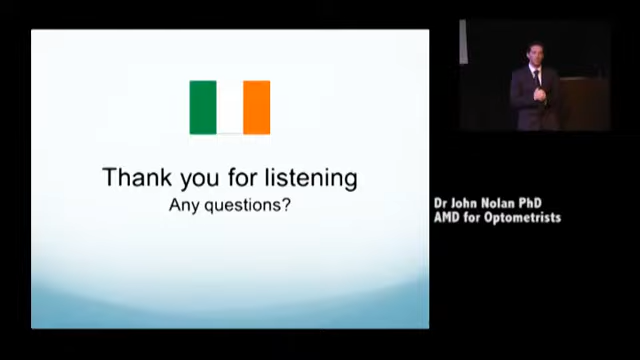 Thank you for listening
Any questions?
Dr John Nolan PhD
AMD for Optometrists